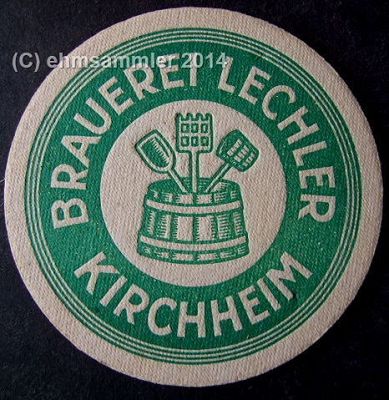 (C) ehmsammler 2014
BRAUEREI LECHLER
KIRCHHEIM